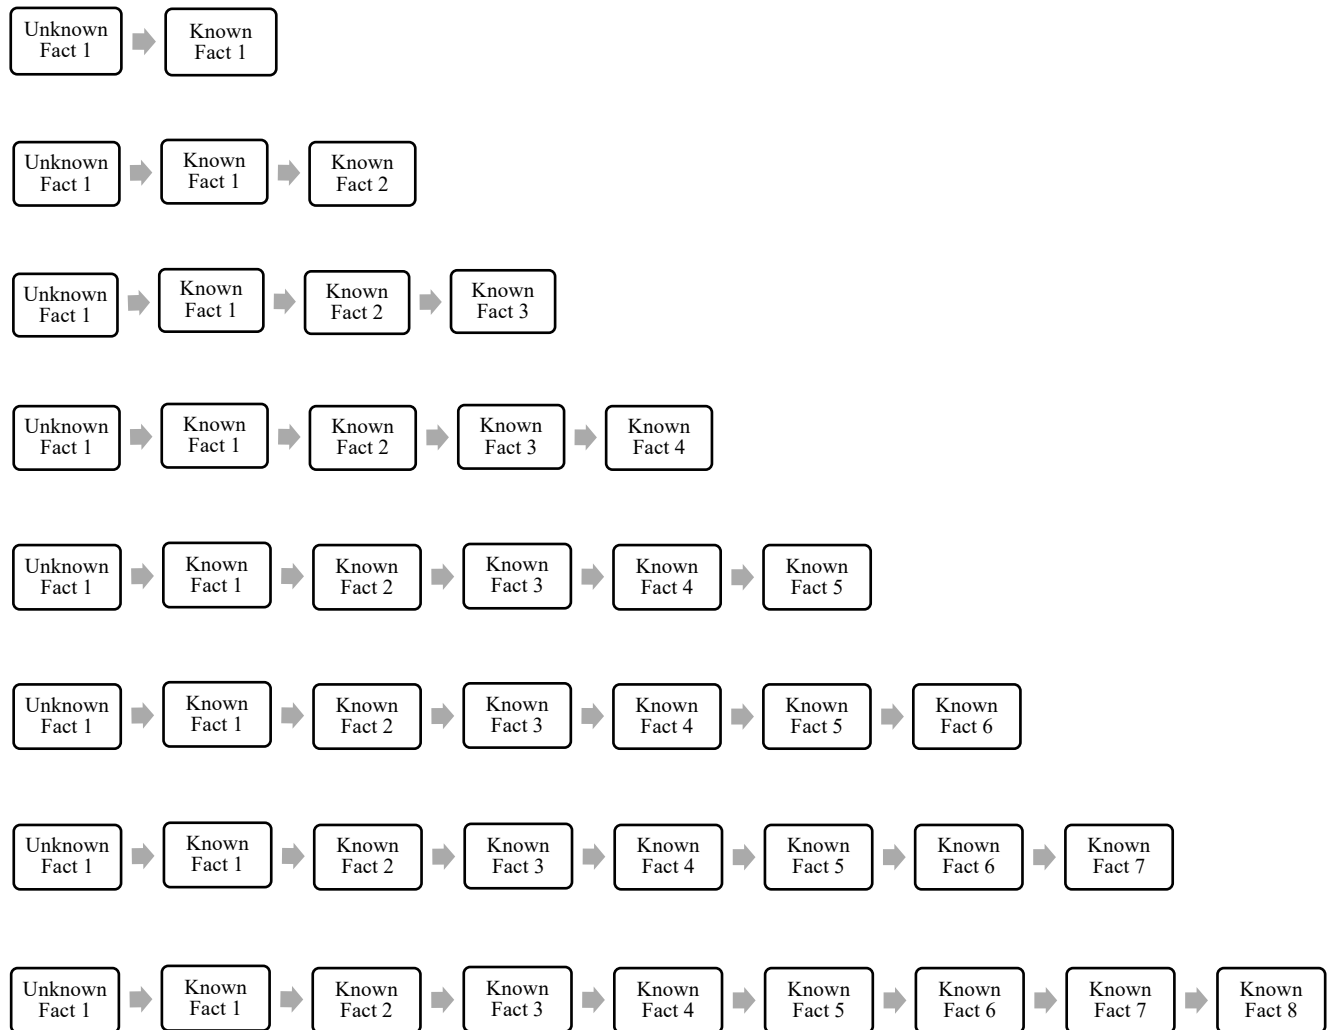 Unknown
Fact 1
Known
Fact 1
Unknown
Fact 1
Known
Fact 1
Known
Fact 2
Unknown
Fact 1
Known
Fact 1
Known
Fact 2
Known
Fact 3
Unknown
Fact 1
Known
Fact 1
Known
Fact 2
Known
Fact 3
Known
Fact 4
Unknown
Fact 1
Known
Fact 1
Known
Fact 2
Known
Fact 3
Known
Fact 4
Known
Fact 5
Unknown
Fact 1
Known
Fact 1
Known
Fact 2
Known
Fact 3
Known
Fact 4
Known
Fact 5
Known
Fact 6
Unknown
Fact 1
Known
Fact 1
Known
Fact 2
Known
Fact 3
Known
Fact 4
Known
Fact 5
Known
Fact 6
Known
Fact 7
Unknown
Fact 1
Known
Fact 1
Known
Fact 2
Known
Fact 3
Known
Fact 4
Known
Fact 5
Known
Fact 6
Known
Fact 7
Known
Fact 8